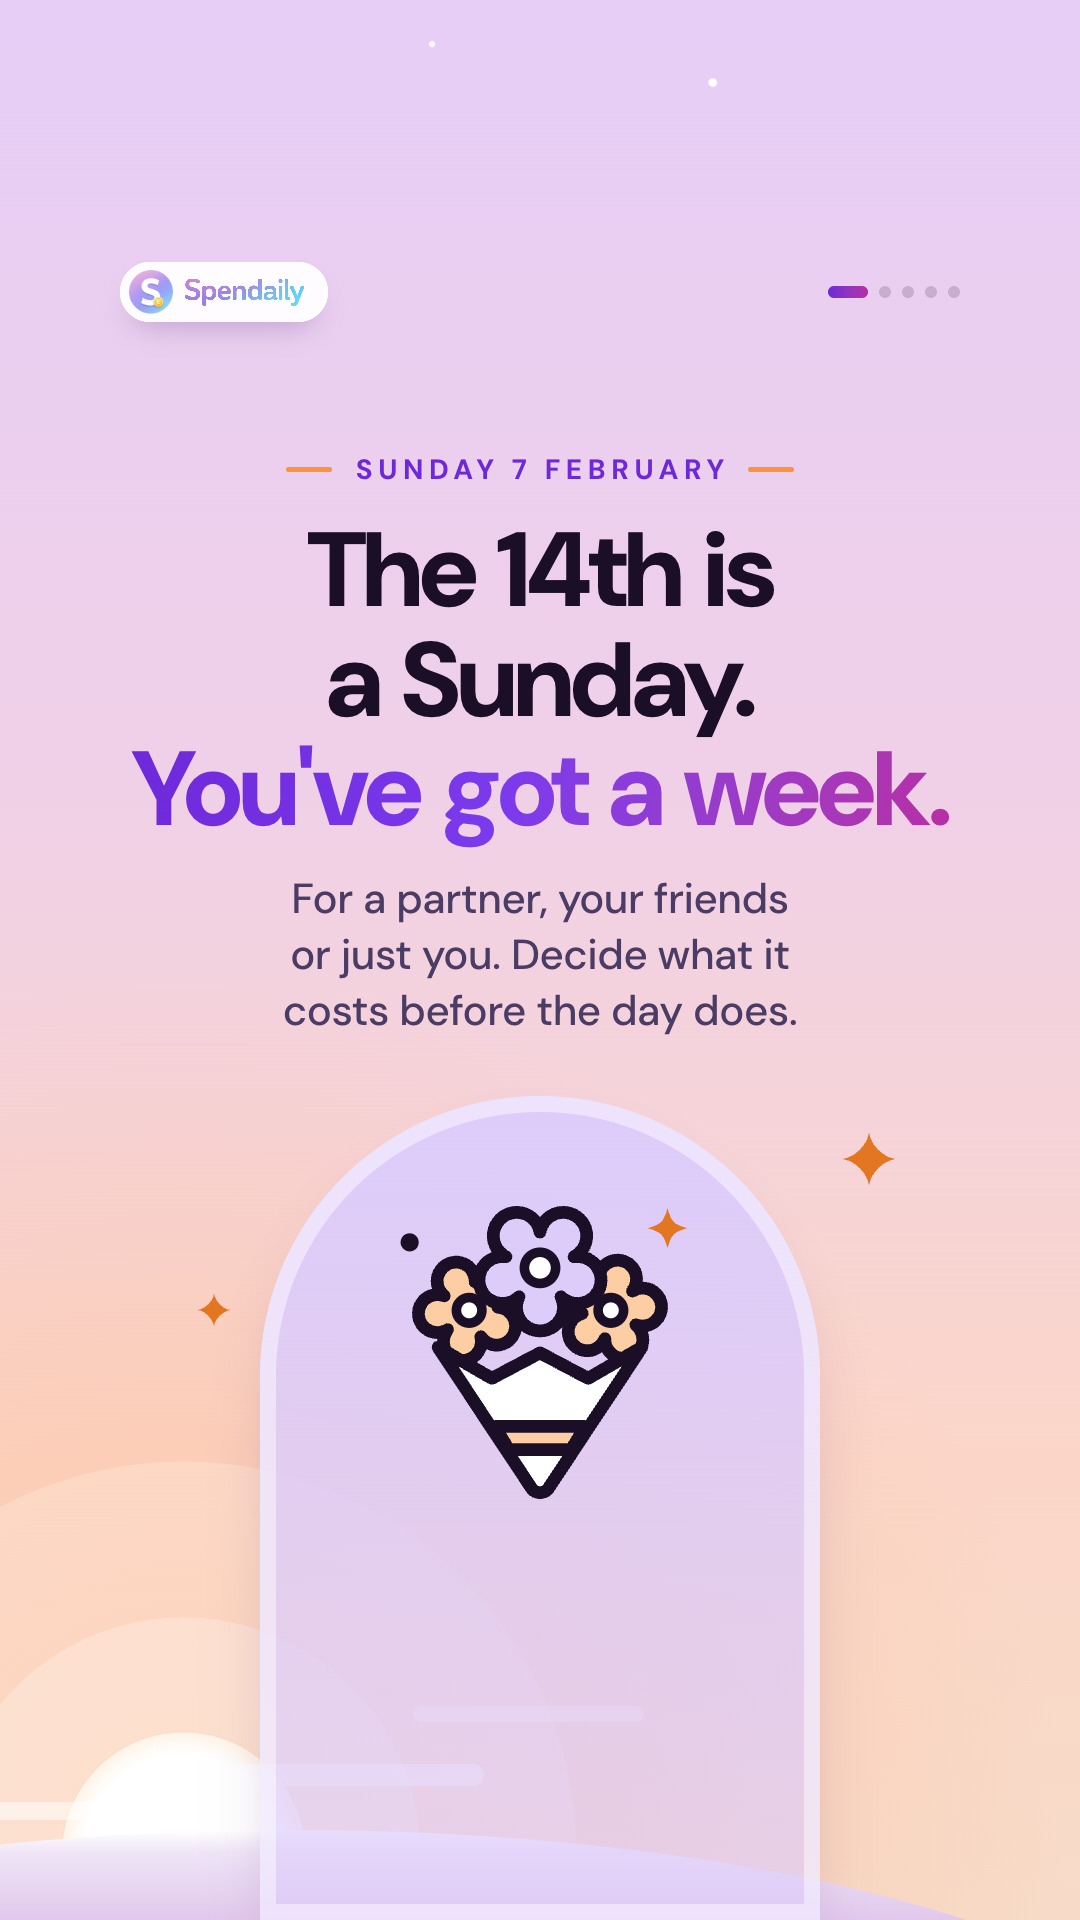 Spendaily
SUNDAY 7 FEBRUARY
The 14th is
a Sunday.
You've got a week.
For a partner, your friends
or just you. Decide what it
costs before the day does.